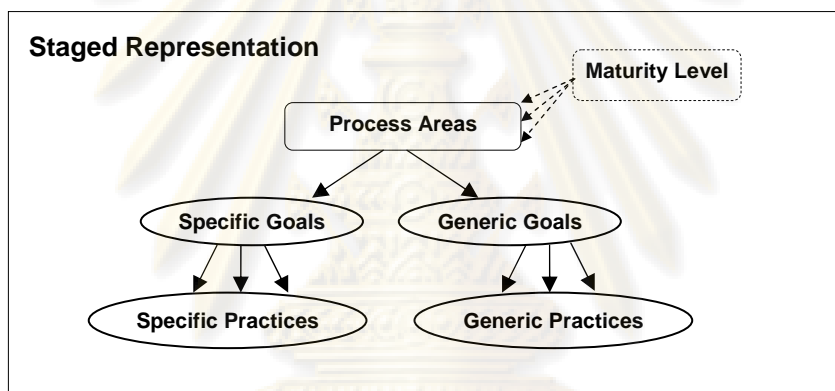 Staged Representation
Maturity Level
Process Areas
Specific Goals
Generic Goals
Specific Practices
Generic Practices